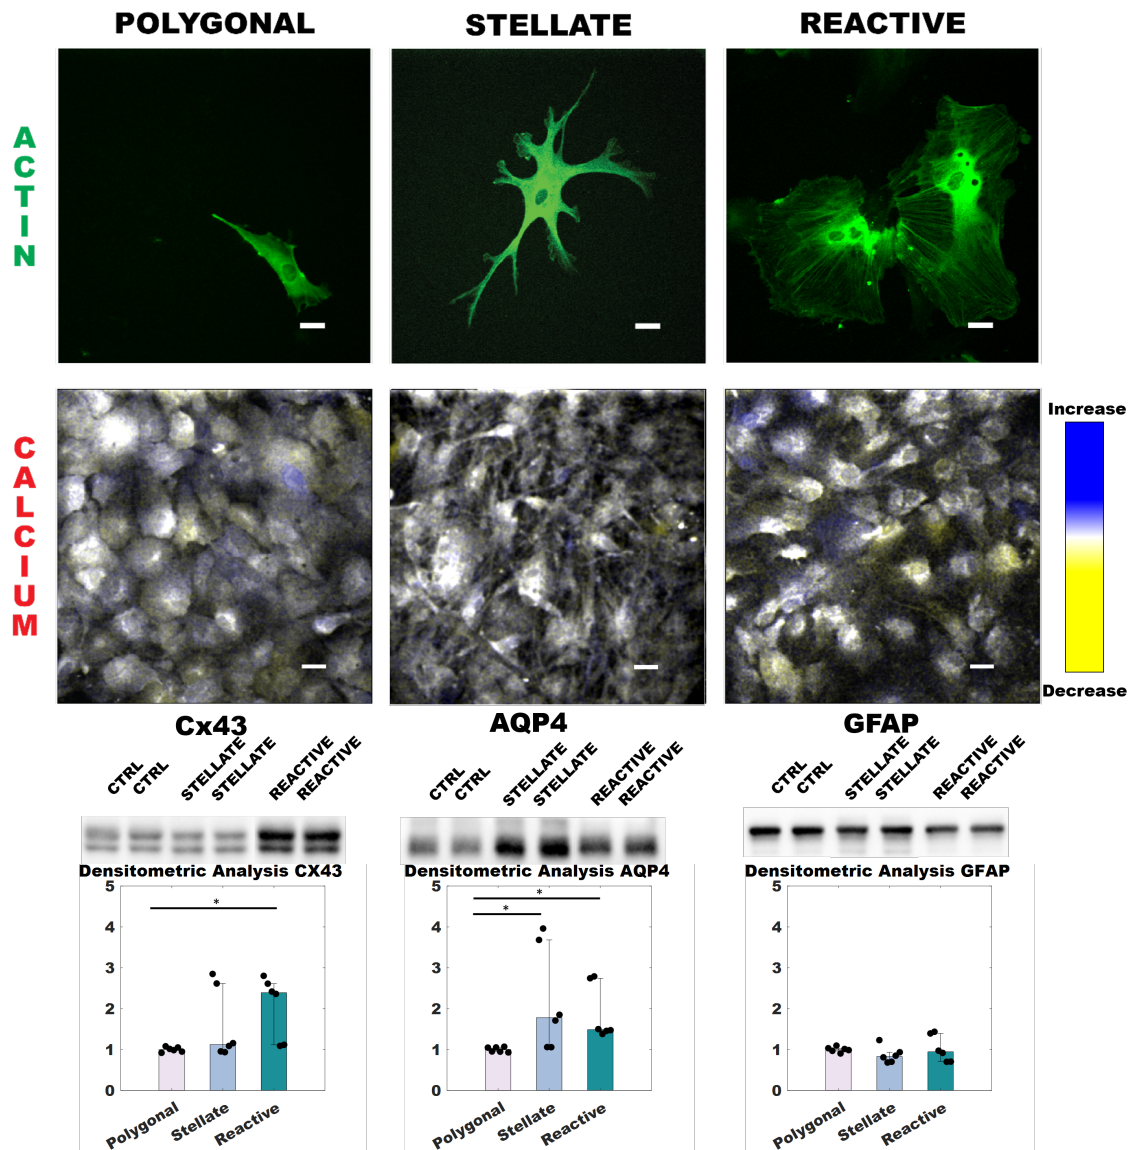 POLYGONAL
STELLATE
REACTIVE
ACTIN
CALCIUM
Increase
Decrease
Cx43
AQP4
GFAP
CTRL
CTRL
STELLATE
STELLATE
REACTIVE
REACTIVE
CTRL
CTRL
STELLATE
STELLATE
REACTIVE
REACTIVE
CTRL
CTRL
STELLATE
STELLATE
REACTIVE
REACTIVE
Densitometric Analysis CX43
5
4
3
2
1
0
*
Polygonal
Stellate
Reactive
Densitometric Analysis AQP4
5
4
3
2
1
0
*
*
Polygonal
Stellate
Reactive
Densitometric Analysis GFAP
5
4
3
2
1
0
Polygonal
Stellate
Reactive